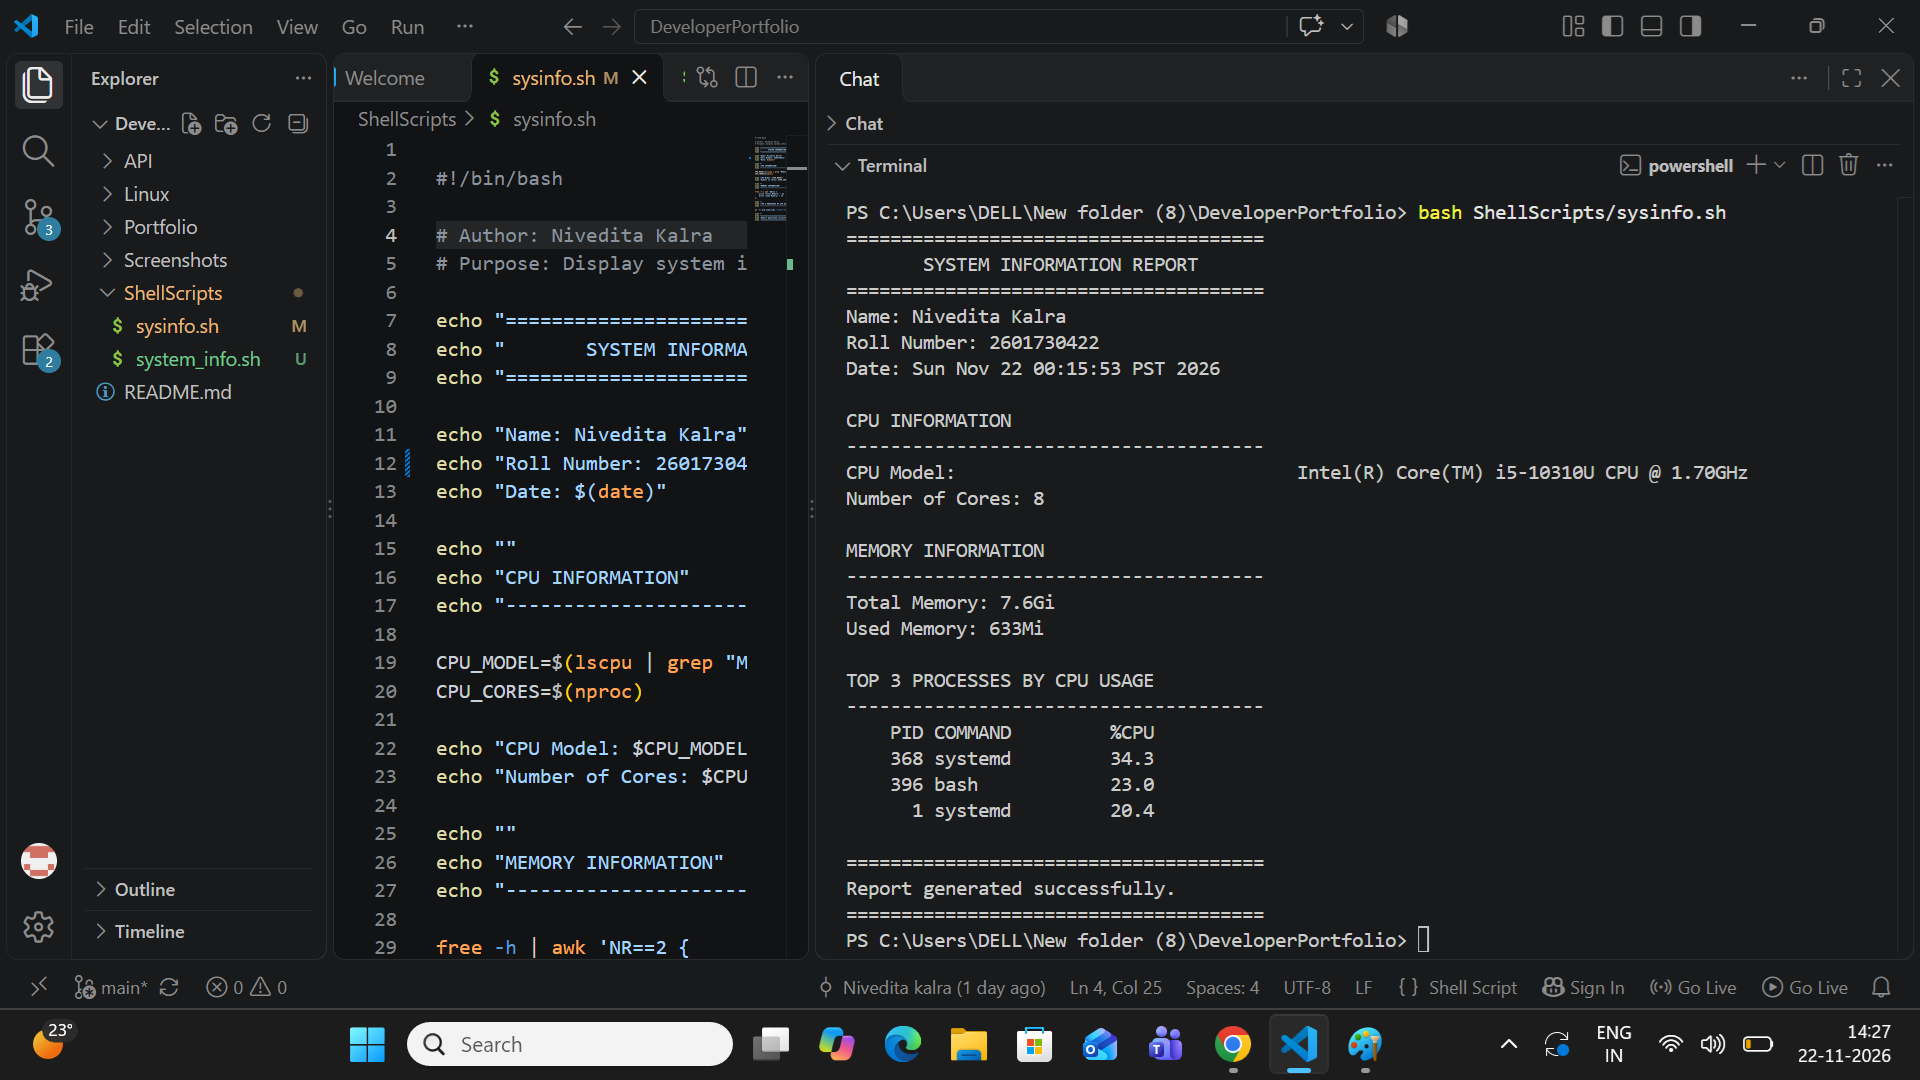 File Edit Selection View Go Run ··· DeveloperPortfolio
Explorer ···
Deve...
API
Linux
Portfolio
Screenshots
ShellScripts
$ sysinfo.sh M
$ system_info.sh U
README.md
Outline
Timeline
3
2
Welcome $ sysinfo.sh M ···
ShellScripts > $ sysinfo.sh
1
2 #!/bin/bash
3
4 # Author: Nivedita Kalra
5 # Purpose: Display system i
6
7 echo "=====================
8 echo "       SYSTEM INFORMA
9 echo "=====================
10
11 echo "Name: Nivedita Kalra"
12 echo "Roll Number: 26017304
13 echo "Date: $(date)"
14
15 echo ""
16 echo "CPU INFORMATION"
17 echo "---------------------
18
19 CPU_MODEL=$(lscpu | grep "M
20 CPU_CORES=$(nproc)
21
22 echo "CPU Model: $CPU_MODEL
23 echo "Number of Cores: $CPU
24
25 echo ""
26 echo "MEMORY INFORMATION"
27 echo "---------------------
28
29 free -h | awk 'NR==2 {
Chat ···
Chat
Terminal powershell ···
PS C:\Users\DELL\New folder (8)\DeveloperPortfolio> bash ShellScripts/sysinfo.sh
======================================
SYSTEM INFORMATION REPORT
======================================
Name: Nivedita Kalra
Roll Number: 2601730422
Date: Sun Nov 22 00:15:53 PST 2026
CPU INFORMATION
--------------------------------------
CPU Model:                               Intel(R) Core(TM) i5-10310U CPU @ 1.70GHz
Number of Cores: 8
MEMORY INFORMATION
--------------------------------------
Total Memory: 7.6Gi
Used Memory: 633Mi
TOP 3 PROCESSES BY CPU USAGE
--------------------------------------
PID COMMAND         %CPU
368 systemd         34.3
396 bash            23.0
1 systemd         20.4
======================================
Report generated successfully.
======================================
PS C:\Users\DELL\New folder (8)\DeveloperPortfolio>
main* 0 0 Nivedita kalra (1 day ago) Ln 4, Col 25 Spaces: 4 UTF-8 LF { } Shell Script Sign In Go Live Go Live
23° Search ENG 14:27
IN 22-11-2026